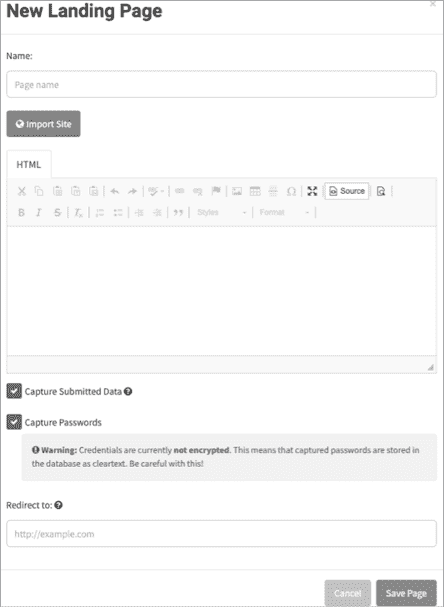 New Landing Page
×
Name:
Page name
Import Site
HTML
Source
B I S Tx
Styles Format
Capture Submitted Data
Capture Passwords
Warning: Credentials are currently not encrypted. This means that captured passwords are stored in
the database as cleartext. Be careful with this!
Redirect to:
http://example.com
Cancel Save Page